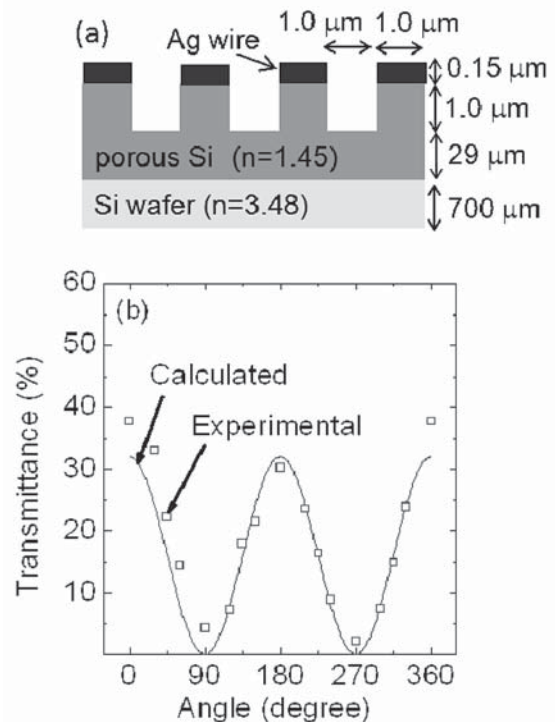 (a)
1.0 μm 1.0 μm
Ag wire
0.15 μm
1.0 μm
porous Si (n=1.45)
29 μm
Si wafer (n=3.48)
700 μm
(b)
Calculated
Experimental
Transmittance (%)
60
50
40
30
20
10
0 90 180 270 360
Angle (degree)